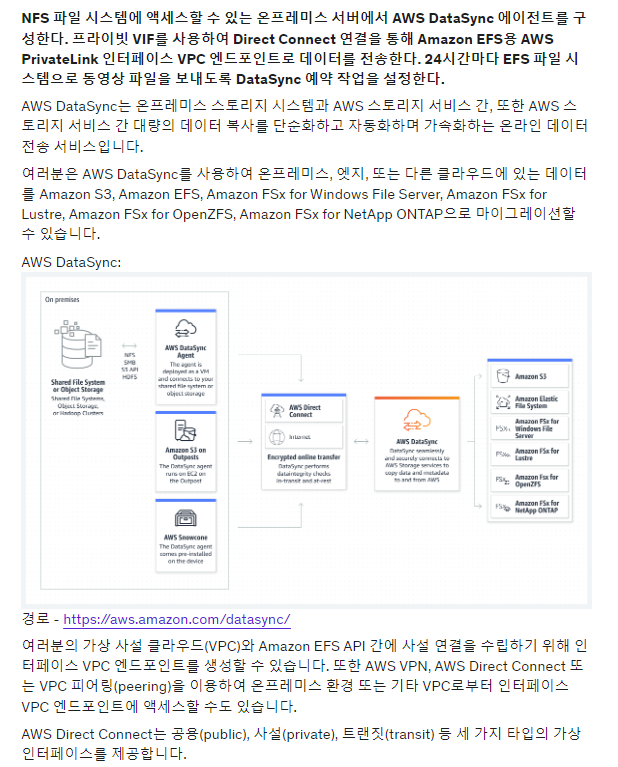 NFS 파일 시스템에 액세스할 수 있는 온프레미스 서버에서 AWS DataSync 에이전트를 구
성한다. 프라이빗 VIF를 사용하여 Direct Connect 연결을 통해 Amazon EFS용 AWS
PrivateLink 인터페이스 VPC 엔드포인트로 데이터를 전송한다. 24시간마다 EFS 파일 시
스템으로 동영상 파일을 보내도록 DataSync 예약 작업을 설정한다.
AWS DataSync는 온프레미스 스토리지 시스템과 AWS 스토리지 서비스 간, 또한 AWS 스
토리지 서비스 간 대량의 데이터 복사를 단순화하고 자동화하며 가속화하는 온라인 데이터
전송 서비스입니다.
여러분은 AWS DataSync를 사용하여 온프레미스, 엣지, 또는 다른 클라우드에 있는 데이터
를 Amazon S3, Amazon EFS, Amazon FSx for Windows File Server, Amazon FSx for
Lustre, Amazon FSx for OpenZFS, Amazon FSx for NetApp ONTAP으로 마이그레이션할
수 있습니다.
AWS DataSync:
On premises
Shared File System
or Object Storage
Shared File Systems,
Object Storage,
or Hadoop Clusters
NFS
SMB
S3 API
HDFS
AWS DataSync
Agent
The agent is
deployed as a VM
and connects to your
shared file system or
object storage
Amazon S3 on
Outposts
The DataSync agent
runs on EC2 on
the Outpost
AWS Snowcone
The DataSync agent
comes pre-installed
on the device
AWS Direct
Connect
Internet
Encrypted online transfer
DataSync performs
dataintegrity checks
in-transit and at-rest
AWS DataSync
DataSync seamlessly
and securely connects to
AWS Storage services to
copy data and metadata
to and from AWS
Amazon S3
Amazon Elastic
File System
Amazon FSx for
Windows File
Server
Amazon FSx for
Lustre
Amazon Fsx for
OpenZFS
Amazon FSx for
NetApp ONTAP
경로 - https://aws.amazon.com/datasync/
여러분의 가상 사설 클라우드(VPC)와 Amazon EFS API 간에 사설 연결을 수립하기 위해 인
터페이스 VPC 엔드포인트를 생성할 수 있습니다. 또한 AWS VPN, AWS Direct Connect 또
는 VPC 피어링(peering)을 이용하여 온프레미스 환경 또는 기타 VPC로부터 인터페이스
VPC 엔드포인트에 액세스할 수도 있습니다.
AWS Direct Connect는 공용(public), 사설(private), 트랜짓(transit) 등 세 가지 타입의 가상
인터페이스를 제공합니다.